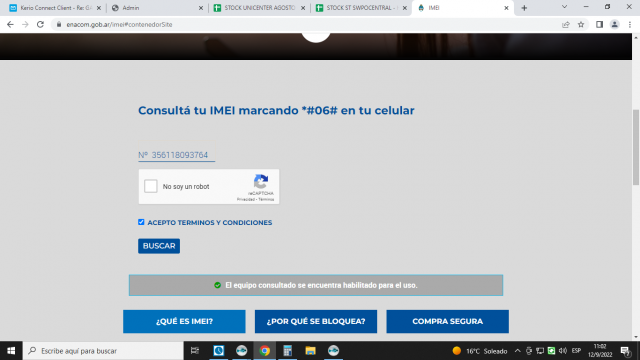 Kerio Connect Client - Re: G/
Admin
STOCK UNICENTER AGOSTO
STOCK ST SWPOCENTRAL -
IMEI
enacom.gob.ar/imei#contenedorSite
Consultá tu IMEI marcando *#06# en tu celular
Nº 356118093764
No soy un robot
reCAPTCHA
Privacidad - Términos
ACEPTO TERMINOS Y CONDICIONES
BUSCAR
El equipo consultado se encuentra habilitado para el uso.
¿QUÉ ES IMEI?
¿POR QUÉ SE BLOQUEA?
COMPRA SEGURA
Escribe aquí para buscar
16°C Soleado
ESP
11:02
12/9/2022